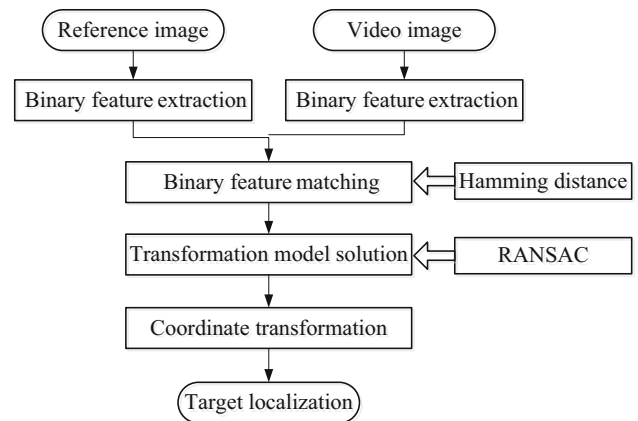 Reference image
Video image
Binary feature extraction
Binary feature extraction
Binary feature matching
Hamming distance
Transformation model solution
RANSAC
Coordinate transformation
Target localization